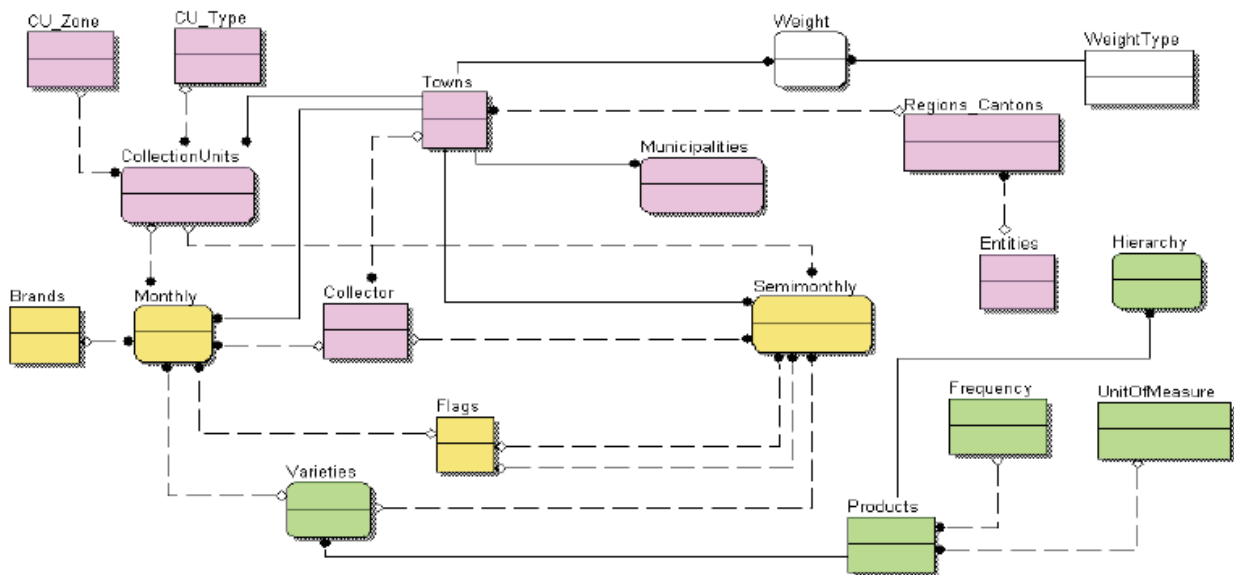 CU_Zone
CU_Type
Weight
WeightType
Towns
Regions_Cantons
CollectionUnits
Municipalities
Entities
Hierarchy
Brands
Monthly
Collector
Semimonthly
Frequency
UnitOfMeasure
Flags
Varieties
Products